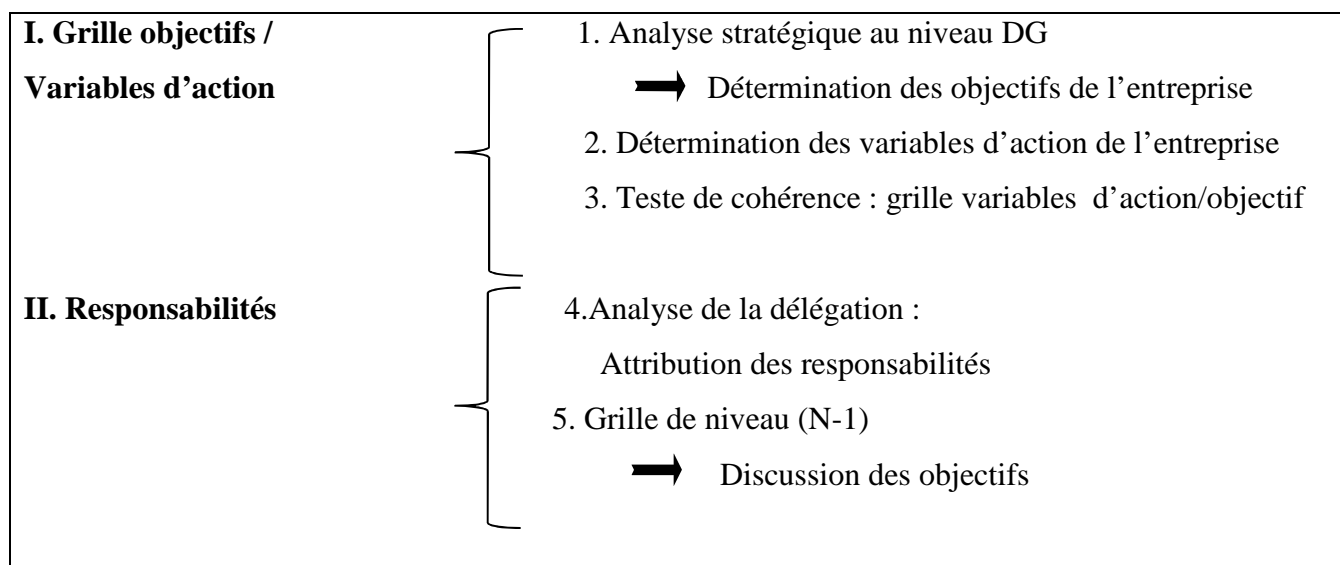 I. Grille objectifs /
Variables d’action
1. Analyse stratégique au niveau DG
Détermination des objectifs de l’entreprise
2. Détermination des variables d’action de l’entreprise
3. Teste de cohérence : grille variables d’action/objectif
II. Responsabilités
4.Analyse de la délégation :
Attribution des responsabilités
5. Grille de niveau (N-1)
Discussion des objectifs